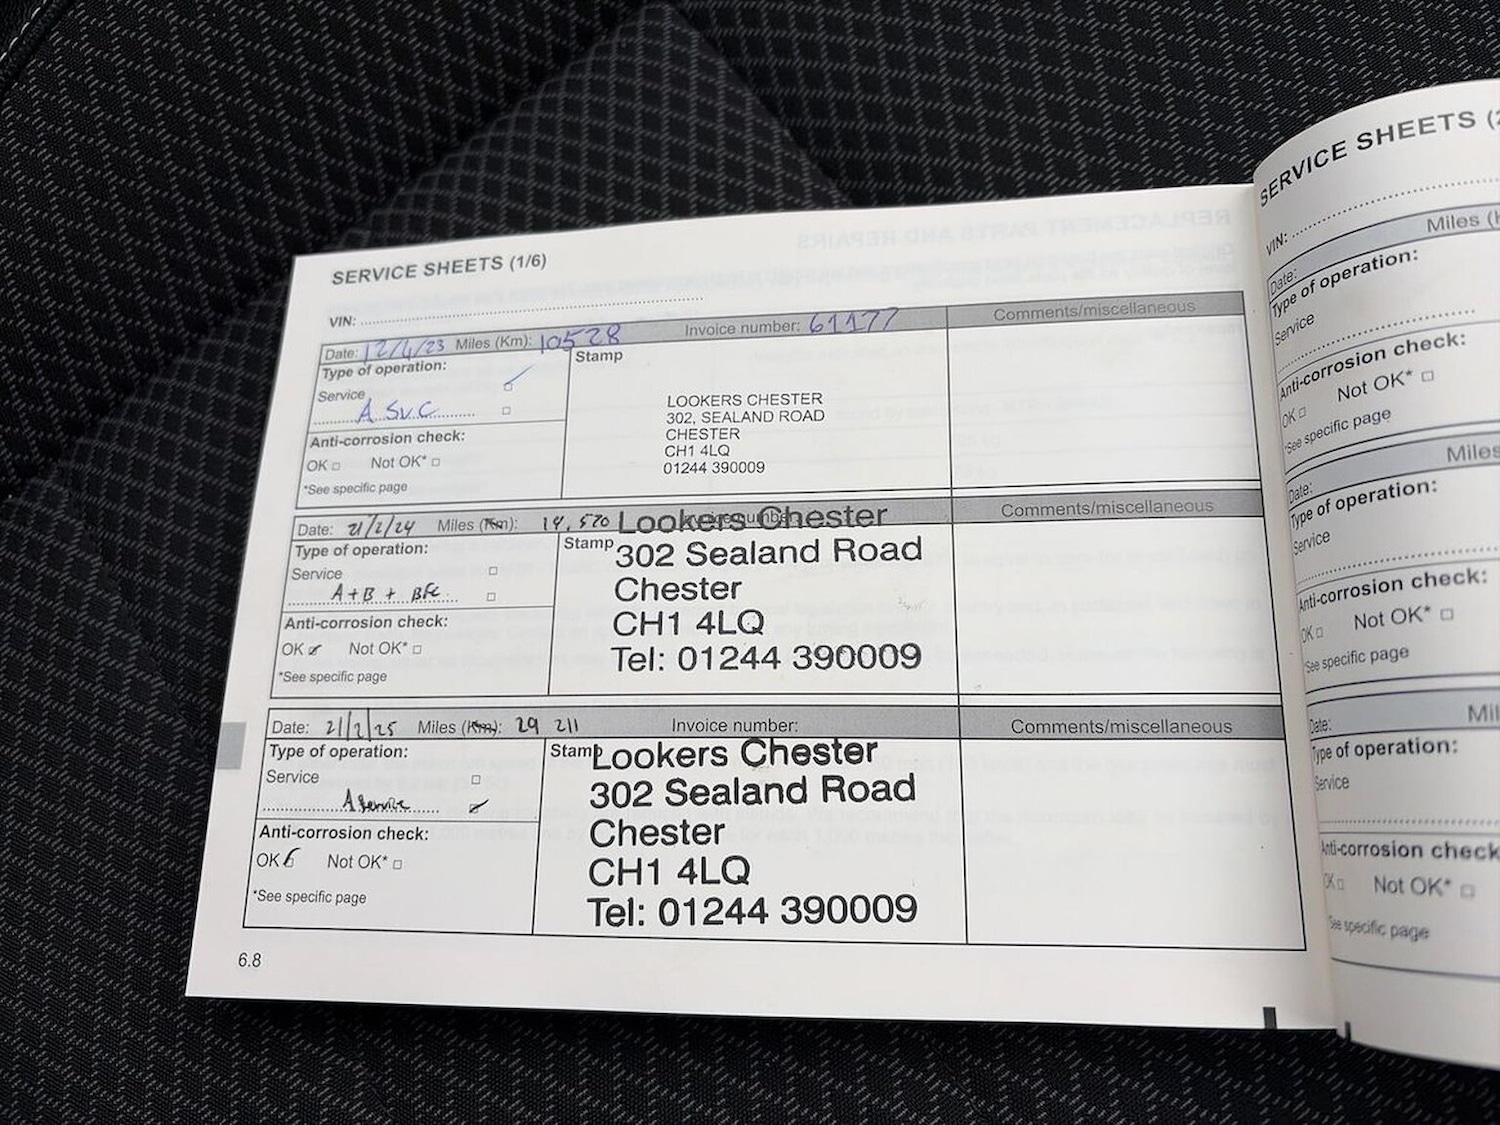 SERVICE SHEETS (1/6)
VIN:
Date: 12/4/23 Miles (Km): 10528 Invoice number: 61177 Comments/miscellaneous
Type of operation: Stamp
Service
A SVC
Anti-corrosion check:
OK Not OK*
*See specific page
LOOKERS CHESTER
302, SEALAND ROAD
CHESTER
CH1 4LQ
01244 390009
Date: 21/2/24 Miles (Km): 14,570 Invoice number: Comments/miscellaneous
Type of operation: Stamp
Service
A+B + BFC
Anti-corrosion check:
OK Not OK*
*See specific page
Lookers Chester
302 Sealand Road
Chester
CH1 4LQ
Tel: 01244 390009
Date: 21/2/25 Miles (Km): 29 211 Invoice number: Comments/miscellaneous
Type of operation: Stamp
Service
A Service
Anti-corrosion check:
OK Not OK*
*See specific page
Lookers Chester
302 Sealand Road
Chester
CH1 4LQ
Tel: 01244 390009
6.8
SERVICE SHEETS (2
VIN:
Date: Miles (
Type of operation:
Service
Anti-corrosion check:
OK Not OK*
*See specific page
Date: Miles
Type of operation:
Service
Anti-corrosion check:
OK Not OK*
*See specific page
Date: Mil
Type of operation:
Service
Anti-corrosion check
OK Not OK*
See specific page